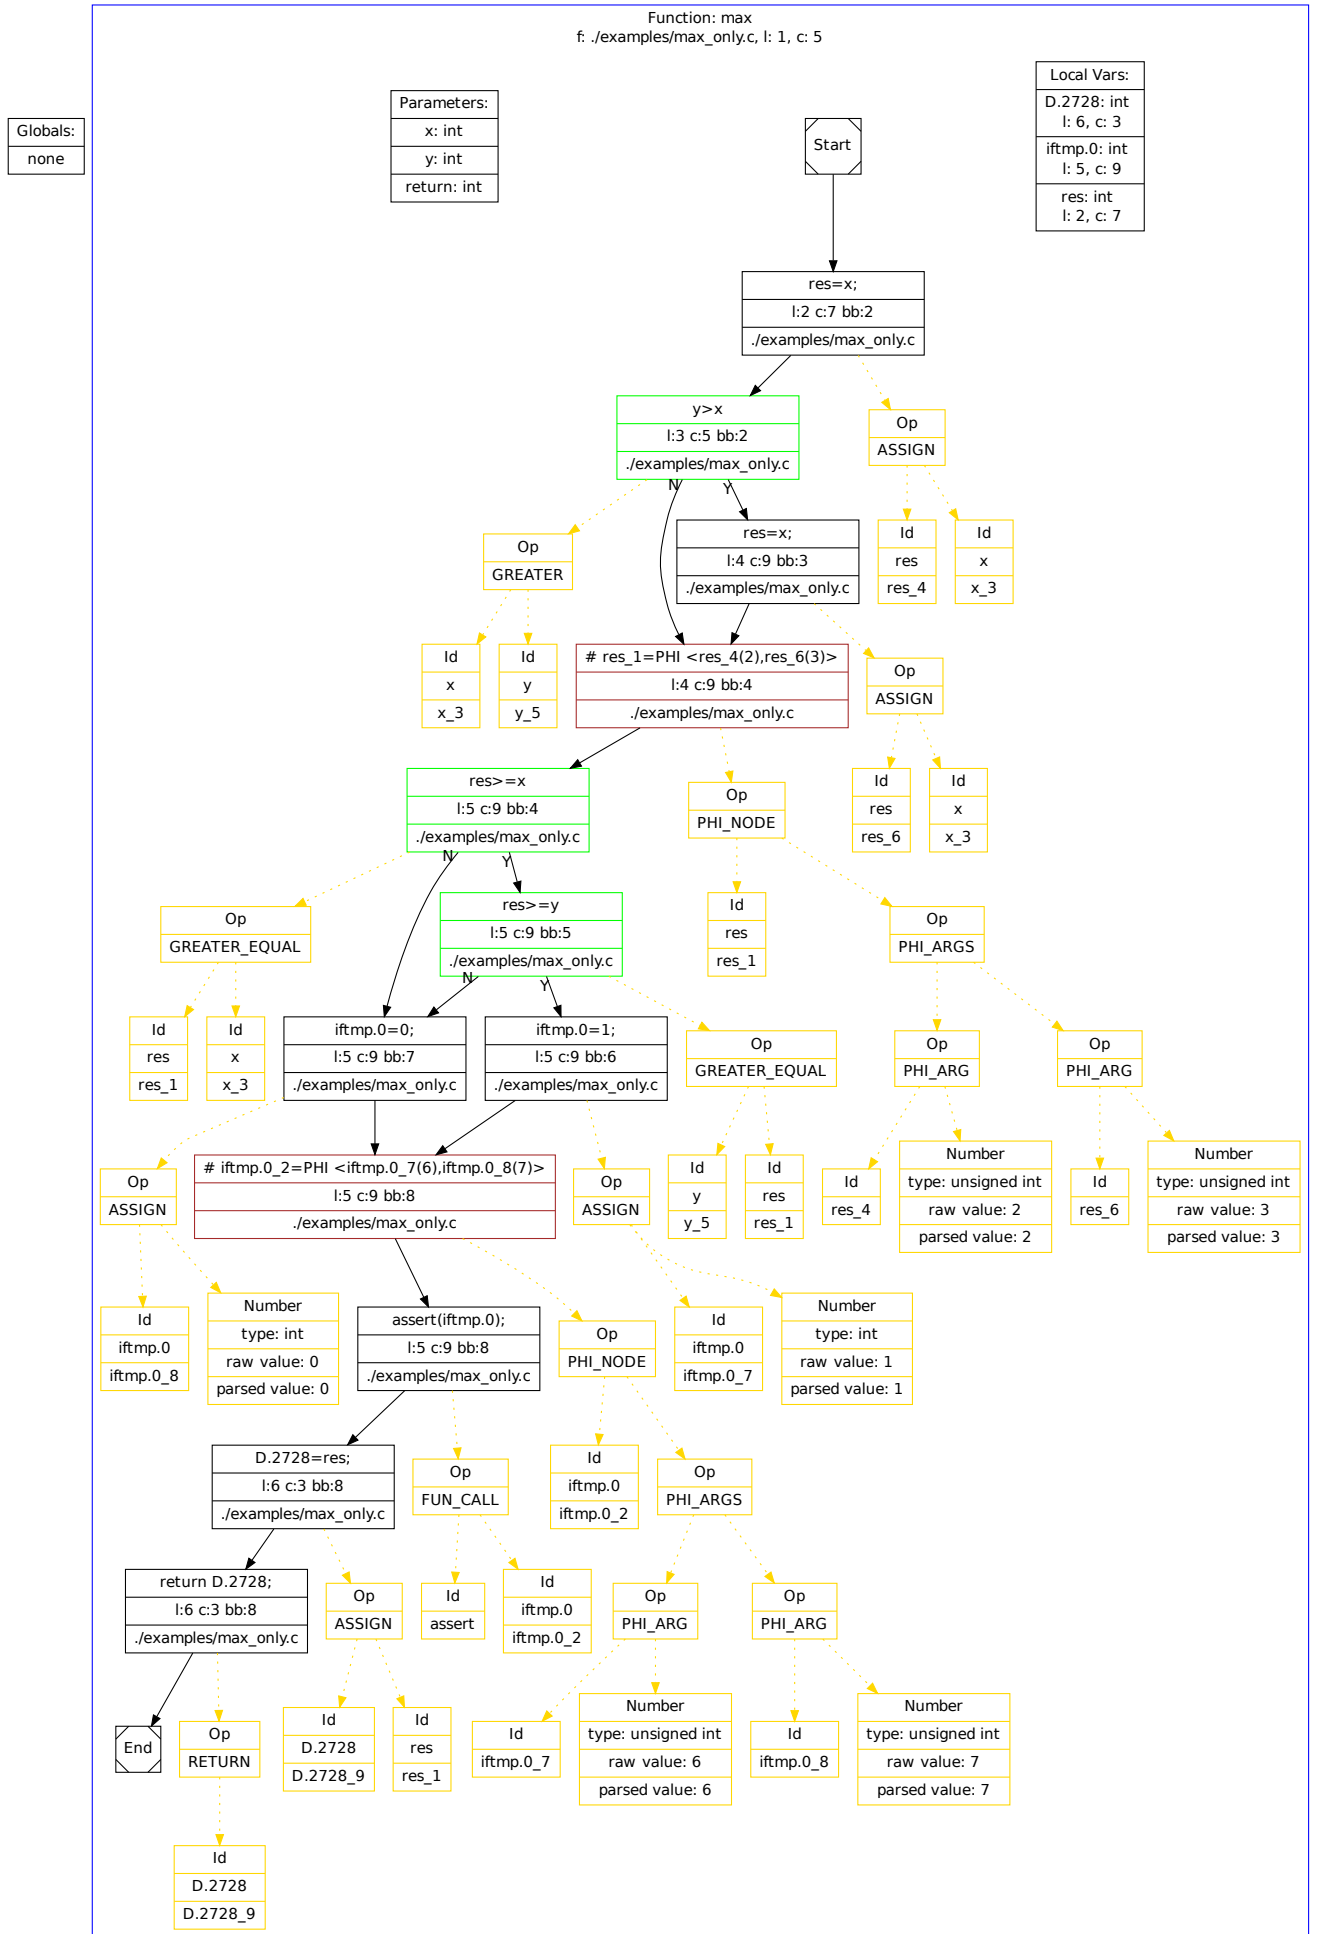 Function: max
f: ./examples/max_only.c, l: 1, c: 5
Globals:
none
Parameters:
x: int
y: int
return: int
Start
Local Vars:
D.2728: int
l: 6, c: 3
iftmp.0: int
l: 5, c: 9
res: int
l: 2, c: 7
res=x;
l:2 c:7 bb:2
./examples/max_only.c
y>x
l:3 c:5 bb:2
./examples/max_only.c
Op
ASSIGN
N
Y
Op
GREATER
res=x;
l:4 c:9 bb:3
./examples/max_only.c
Id
res
res_4
Id
x
x_3
Id
x
x_3
Id
y
y_5
# res_1=PHI <res_4(2),res_6(3)>
l:4 c:9 bb:4
./examples/max_only.c
Op
ASSIGN
res>=x
l:5 c:9 bb:4
./examples/max_only.c
Op
PHI_NODE
Id
res
res_6
Id
x
x_3
N
Y
Op
GREATER_EQUAL
res>=y
l:5 c:9 bb:5
./examples/max_only.c
Id
res
res_1
Op
PHI_ARGS
N
Y
Id
res
res_1
Id
x
x_3
iftmp.0=0;
l:5 c:9 bb:7
./examples/max_only.c
iftmp.0=1;
l:5 c:9 bb:6
./examples/max_only.c
Op
GREATER_EQUAL
Op
PHI_ARG
Op
PHI_ARG
Op
ASSIGN
# iftmp.0_2=PHI <iftmp.0_7(6),iftmp.0_8(7)>
l:5 c:9 bb:8
./examples/max_only.c
Op
ASSIGN
Id
y
y_5
Id
res
res_1
Id
res_4
Number
type: unsigned int
raw value: 2
parsed value: 2
Id
res_6
Number
type: unsigned int
raw value: 3
parsed value: 3
Id
iftmp.0
iftmp.0_8
Number
type: int
raw value: 0
parsed value: 0
assert(iftmp.0);
l:5 c:9 bb:8
./examples/max_only.c
Op
PHI_NODE
Id
iftmp.0
iftmp.0_7
Number
type: int
raw value: 1
parsed value: 1
D.2728=res;
l:6 c:3 bb:8
./examples/max_only.c
Op
FUN_CALL
Id
iftmp.0
iftmp.0_2
Op
PHI_ARGS
return D.2728;
l:6 c:3 bb:8
./examples/max_only.c
Op
ASSIGN
Id
assert
Id
iftmp.0
iftmp.0_2
Op
PHI_ARG
Op
PHI_ARG
End
Op
RETURN
Id
D.2728
D.2728_9
Id
res
res_1
Id
iftmp.0_7
Number
type: unsigned int
raw value: 6
parsed value: 6
Id
iftmp.0_8
Number
type: unsigned int
raw value: 7
parsed value: 7
Id
D.2728
D.2728_9